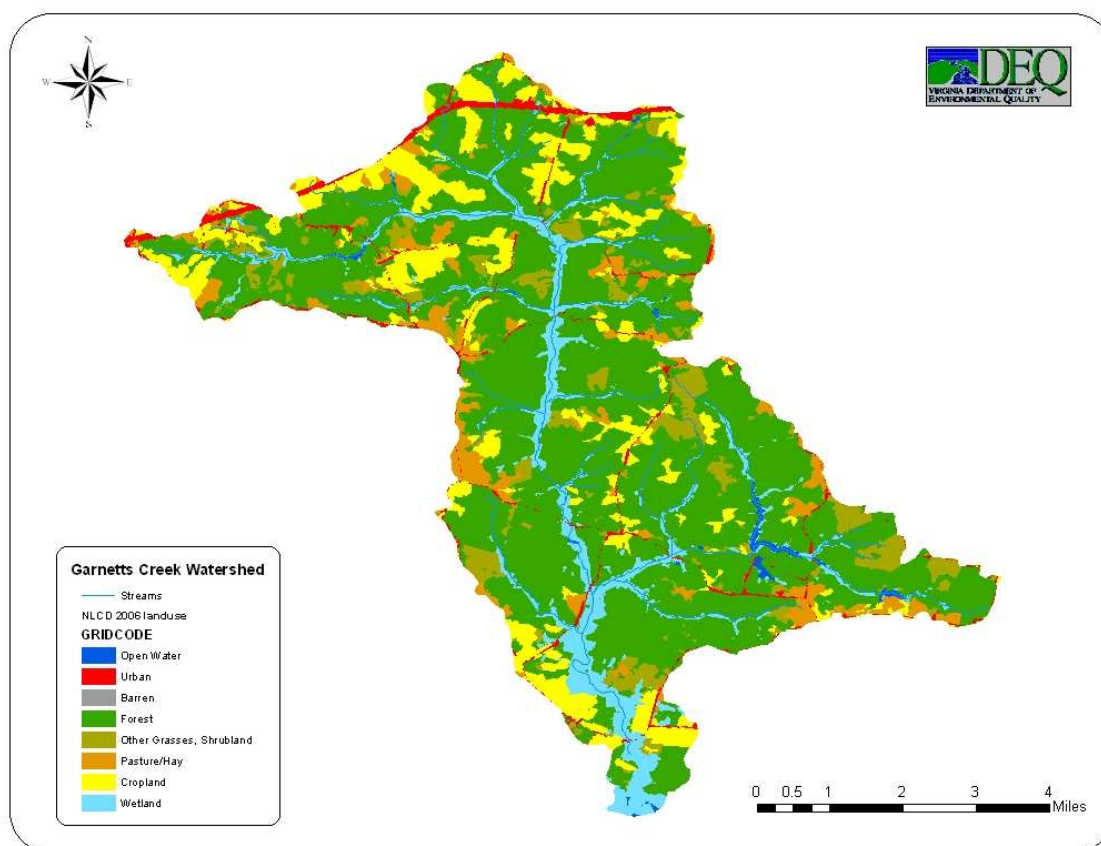 N
W E
S
DEQ
VIRGINIA DEPARTMENT OF
ENVIRONMENTAL QUALITY
Garnetts Creek Watershed
Streams
NLCD 2006 landuse
GRIDCODE
Open Water
Urban
Barren
Forest
Other Grasses, Shrubland
Pasture/Hay
Cropland
Wetland
0 0.5 1 2 3 4
Miles